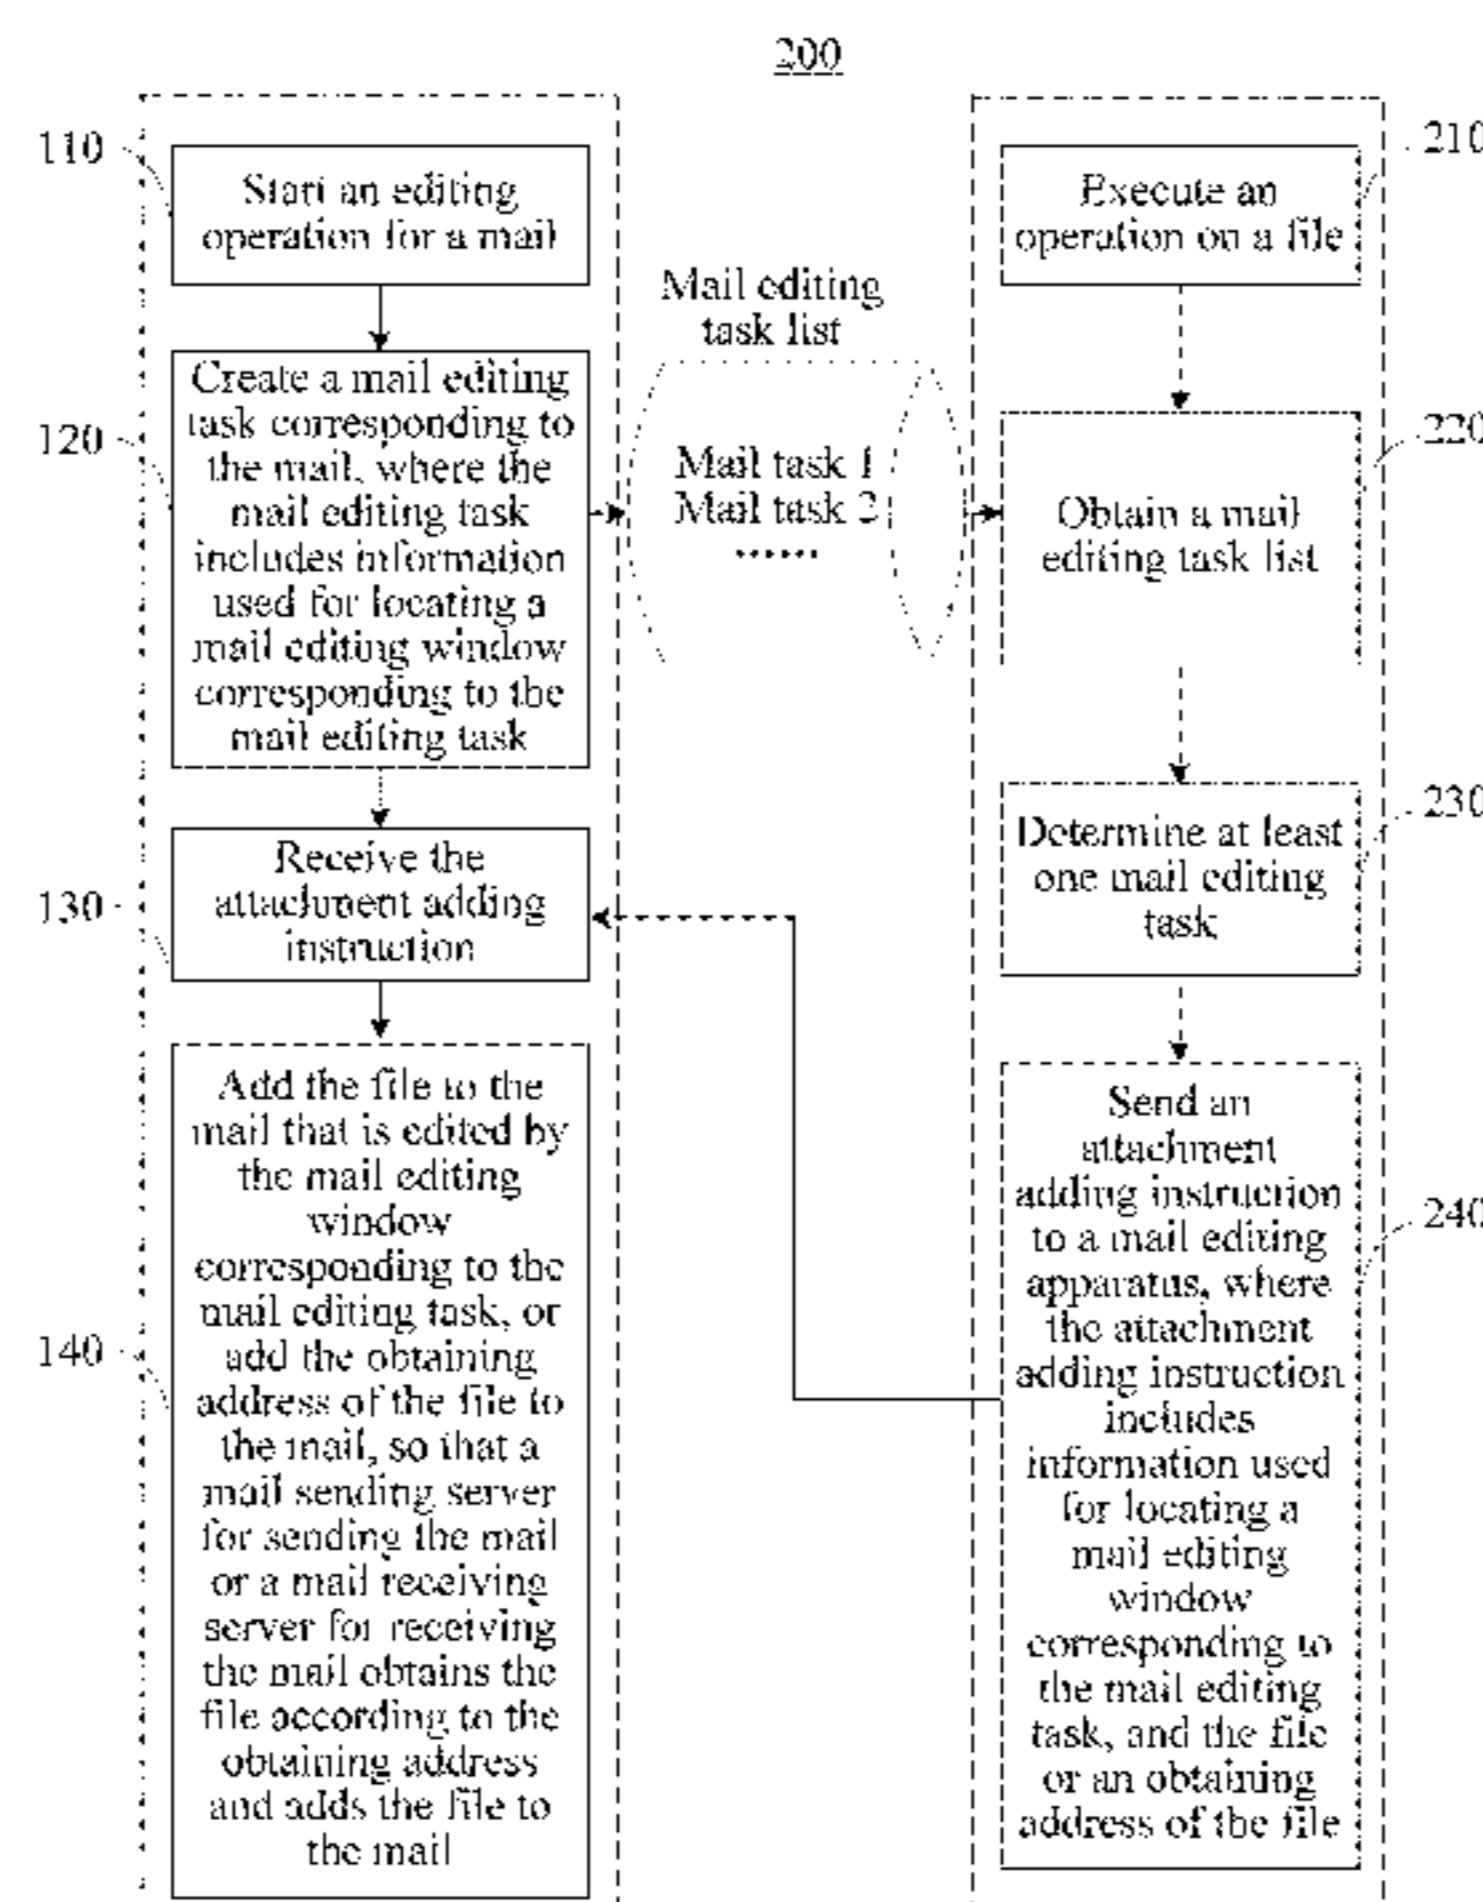 200
110
Start an editing
operation for a mail
120
Create a mail editing
task corresponding to
the mail, where the
mail editing task
includes information
used for locating a
mail editing window
corresponding to the
mail editing task
130
Receive the
attachment adding
instruction
140
Add the file to the
mail that is edited by
the mail editing
window
corresponding to the
mail editing task, or
add the obtaining
address of the file to
the mail, so that a
mail sending server
for sending the mail
or a mail receiving
server for receiving
the mail obtains the
file according to the
obtaining address
and adds the file to
the mail
Mail editing
task list
Mail task 1
Mail task 2
......
210
Execute an
operation on a file
220
Obtain a mail
editing task list
230
Determine at least
one mail editing
task
240
Send an
attachment
adding instruction
to a mail editing
apparatus, where
the attachment
adding instruction
includes
information used
for locating a
mail editing
window
corresponding to
the mail editing
task, and the file
or an obtaining
address of the file